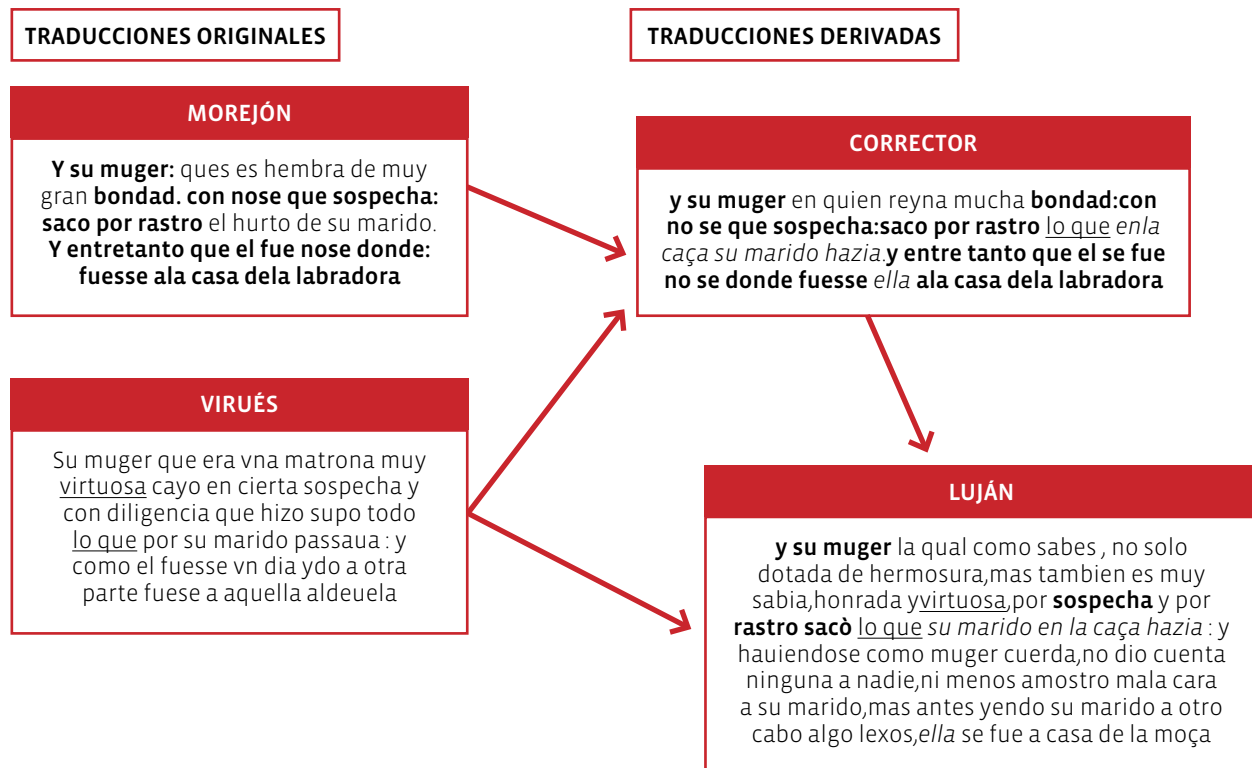 TRADUCCIONES ORIGINALES
TRADUCCIONES DERIVADAS
MOREJÓN
Y su muger: ques es hembra de muy
gran bondad. con nose que sospecha:
saco por rastro el hurto de su marido.
Y entretanto que el fue nose donde:
fuesse ala casa dela labradora
CORRECTOR
y su muger en quien reyna mucha bondad:con
no se que sospecha:saco por rastro lo que enla
caça su marido hazia.y entre tanto que el se fue
no se donde fuesse ella ala casa dela labradora
VIRUÉS
Su muger que era vna matrona muy
virtuosa cayo en cierta sospecha y
con diligencia que hizo supo todo
lo que por su marido passaua : y
como el fuesse vn dia ydo a otra
parte fuese a aquella aldeuela
LUJÁN
y su muger la qual como sabes , no solo
dotada de hermosura,mas tambien es muy
sabia,honrada yvirtuosa,por sospecha y por
rastro sacò lo que su marido en la caça hazia : y
hauiendose como muger cuerda,no dio cuenta
ninguna a nadie,ni menos amostro mala cara
a su marido,mas antes yendo su marido a otro
cabo algo lexos,ella se fue a casa de la moça